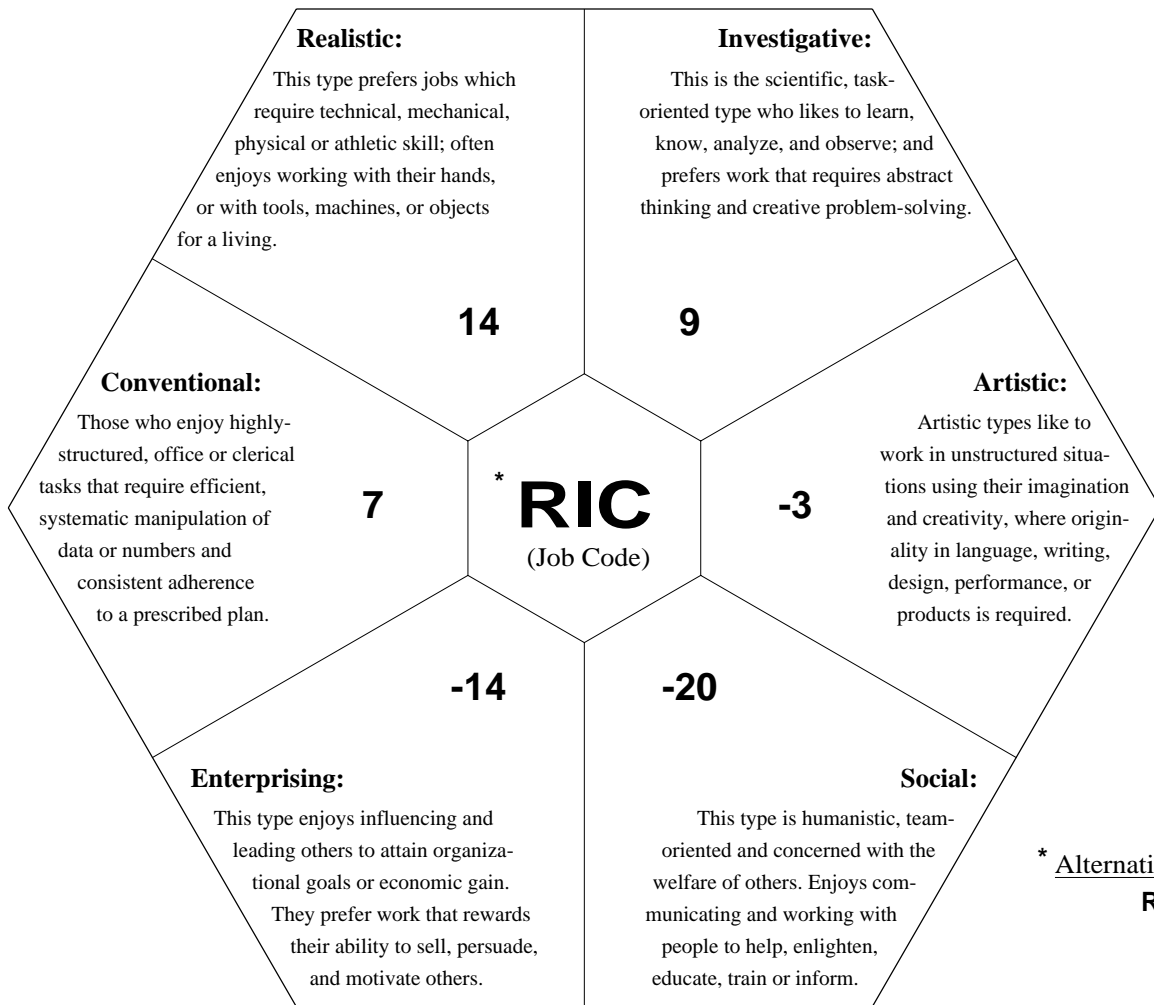 Realistic:
This type prefers jobs which
require technical, mechanical,
physical or athletic skill; often
enjoys working with their hands,
or with tools, machines, or objects
for a living.
14
Investigative:
This is the scientific, task-
oriented type who likes to learn,
know, analyze, and observe; and
prefers work that requires abstract
thinking and creative problem-solving.
9
Conventional:
Those who enjoy highly-
structured, office or clerical
tasks that require efficient,
systematic manipulation of
data or numbers and
consistent adherence
to a prescribed plan.
7
* RIC
(Job Code)
-3
Artistic:
Artistic types like to
work in unstructured situa-
tions using their imagination
and creativity, where origin-
ality in language, writing,
design, performance, or
products is required.
-14
Enterprising:
This type enjoys influencing and
leading others to attain organiza-
tional goals or economic gain.
They prefer work that rewards
their ability to sell, persuade,
and motivate others.
-20
Social:
This type is humanistic, team-
oriented and concerned with the
welfare of others. Enjoys com-
municating and working with
people to help, enlighten,
educate, train or inform.
*
R